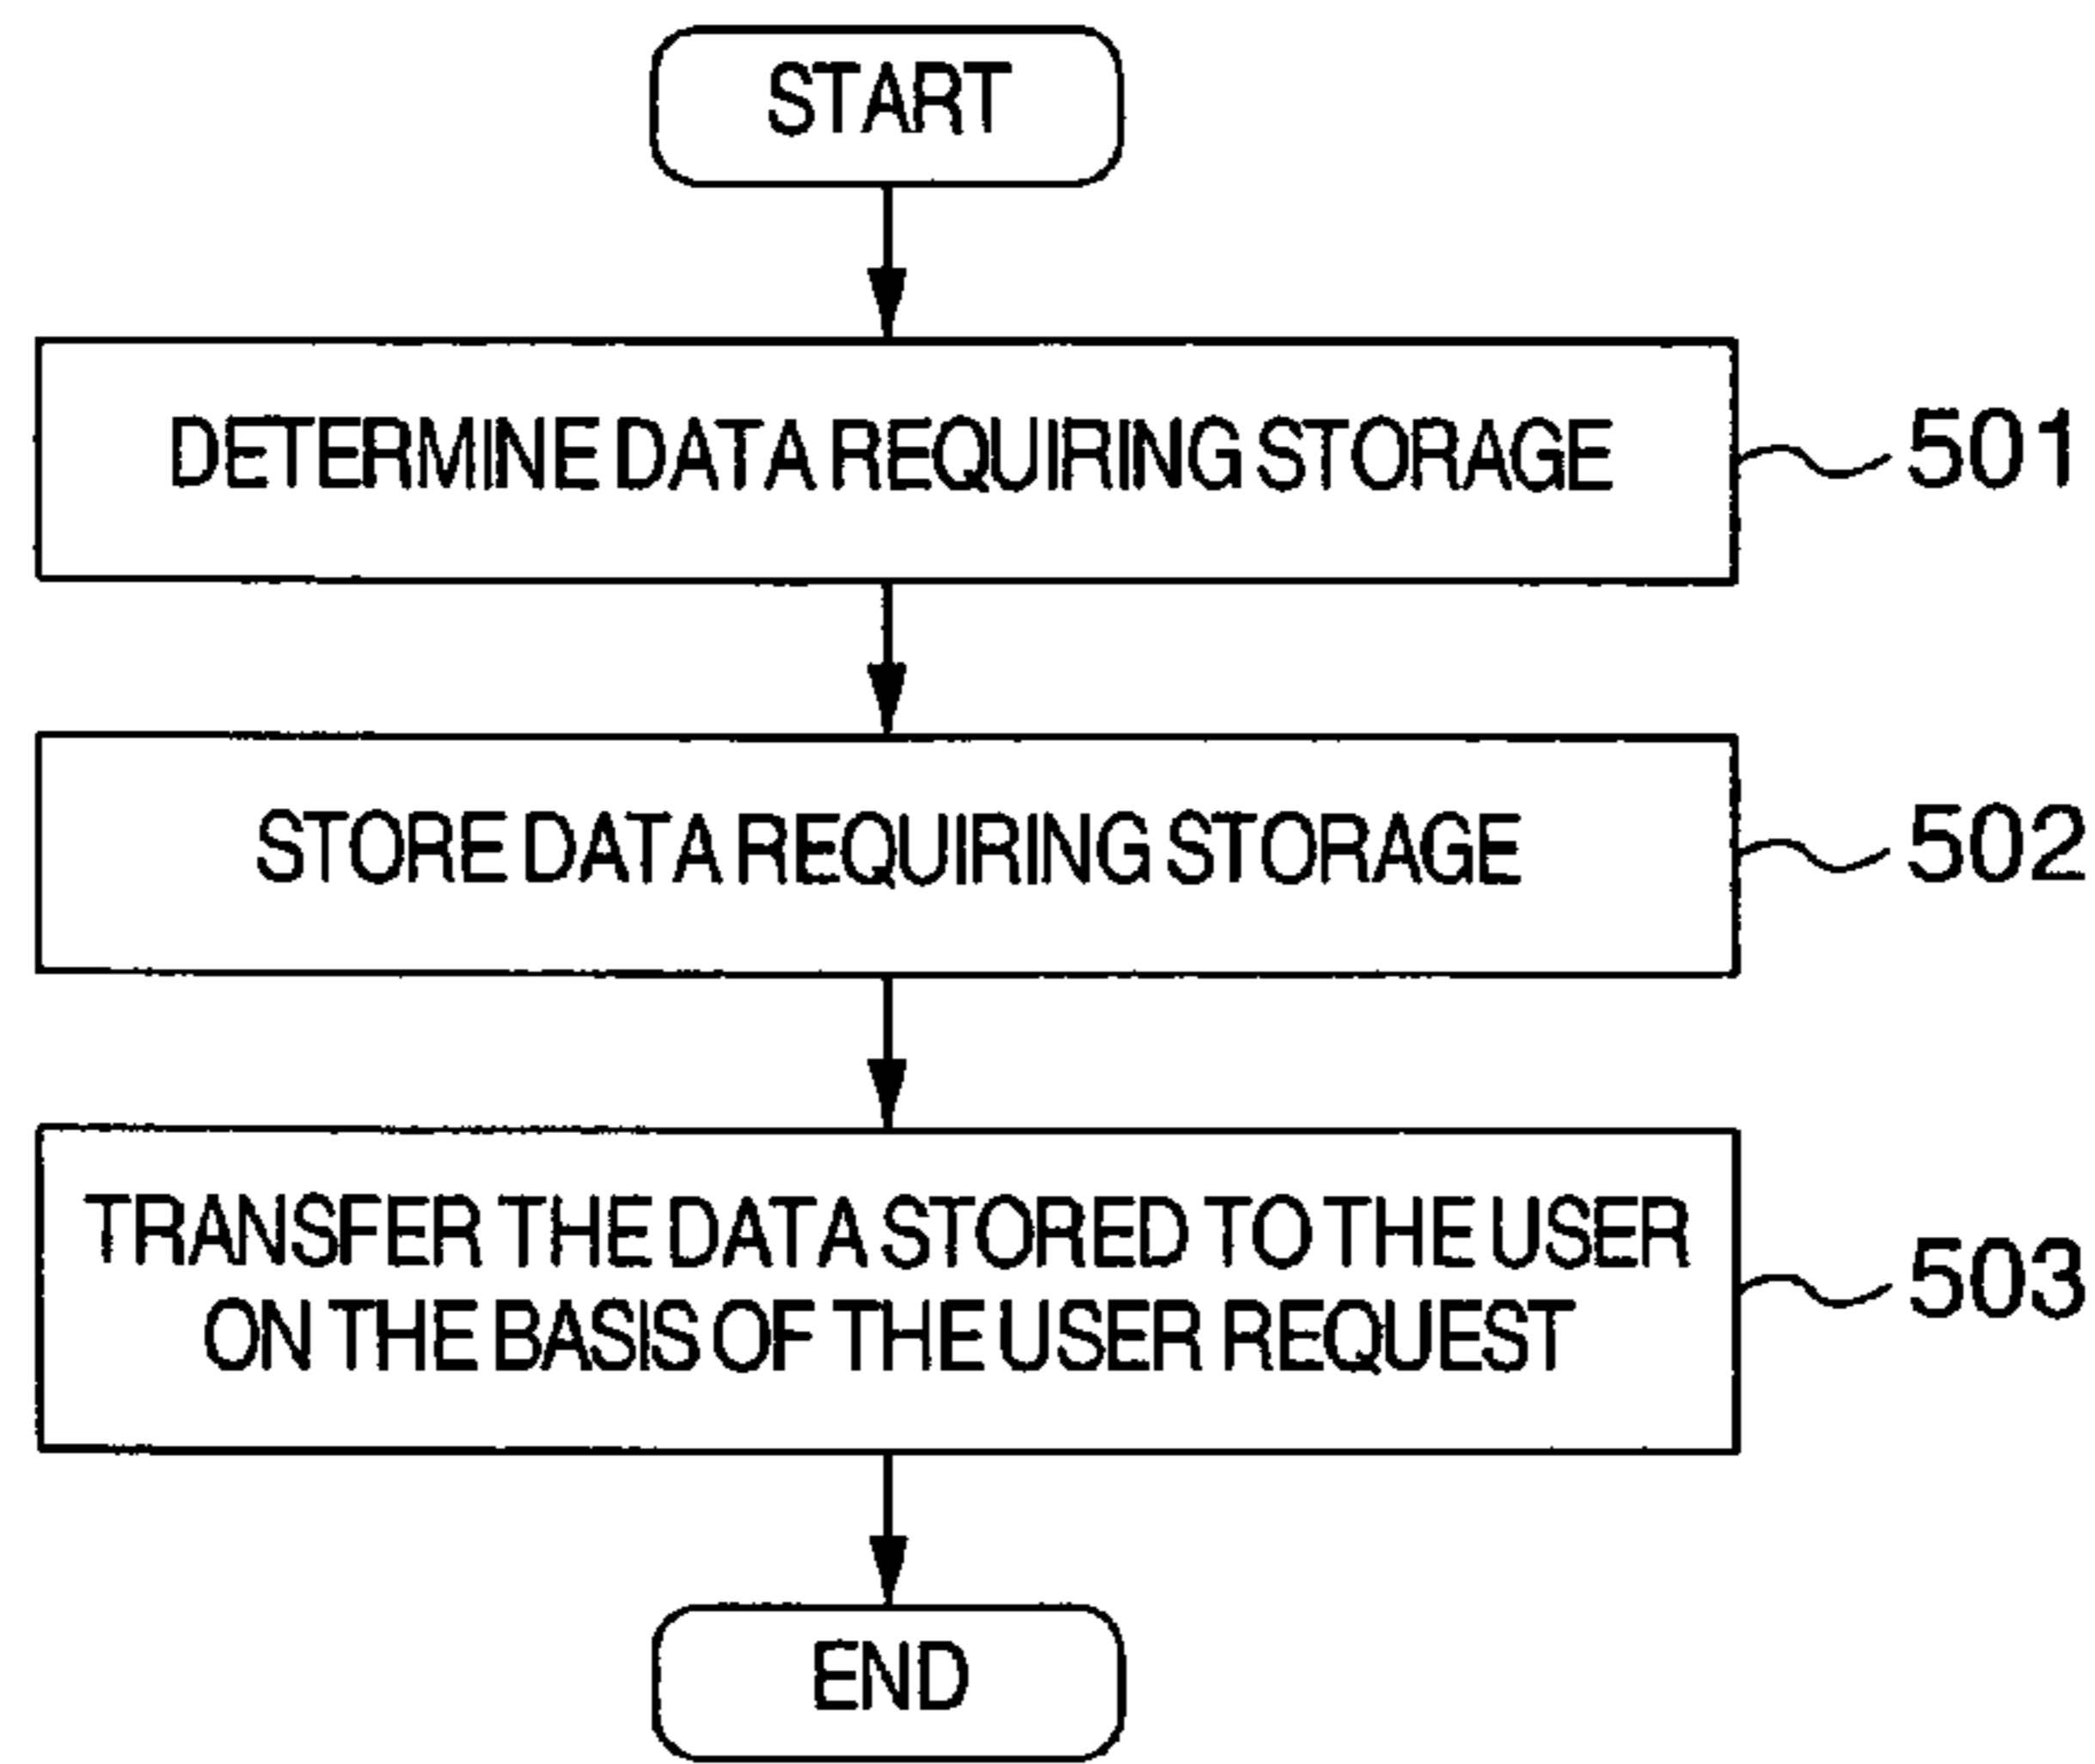 START
DETERMINE DATA REQUIRING STORAGE
501
STORE DATA REQUIRING STORAGE
502
TRANSFER THE DATA STORED TO THE USER
ON THE BASIS OF THE USER REQUEST
503
END